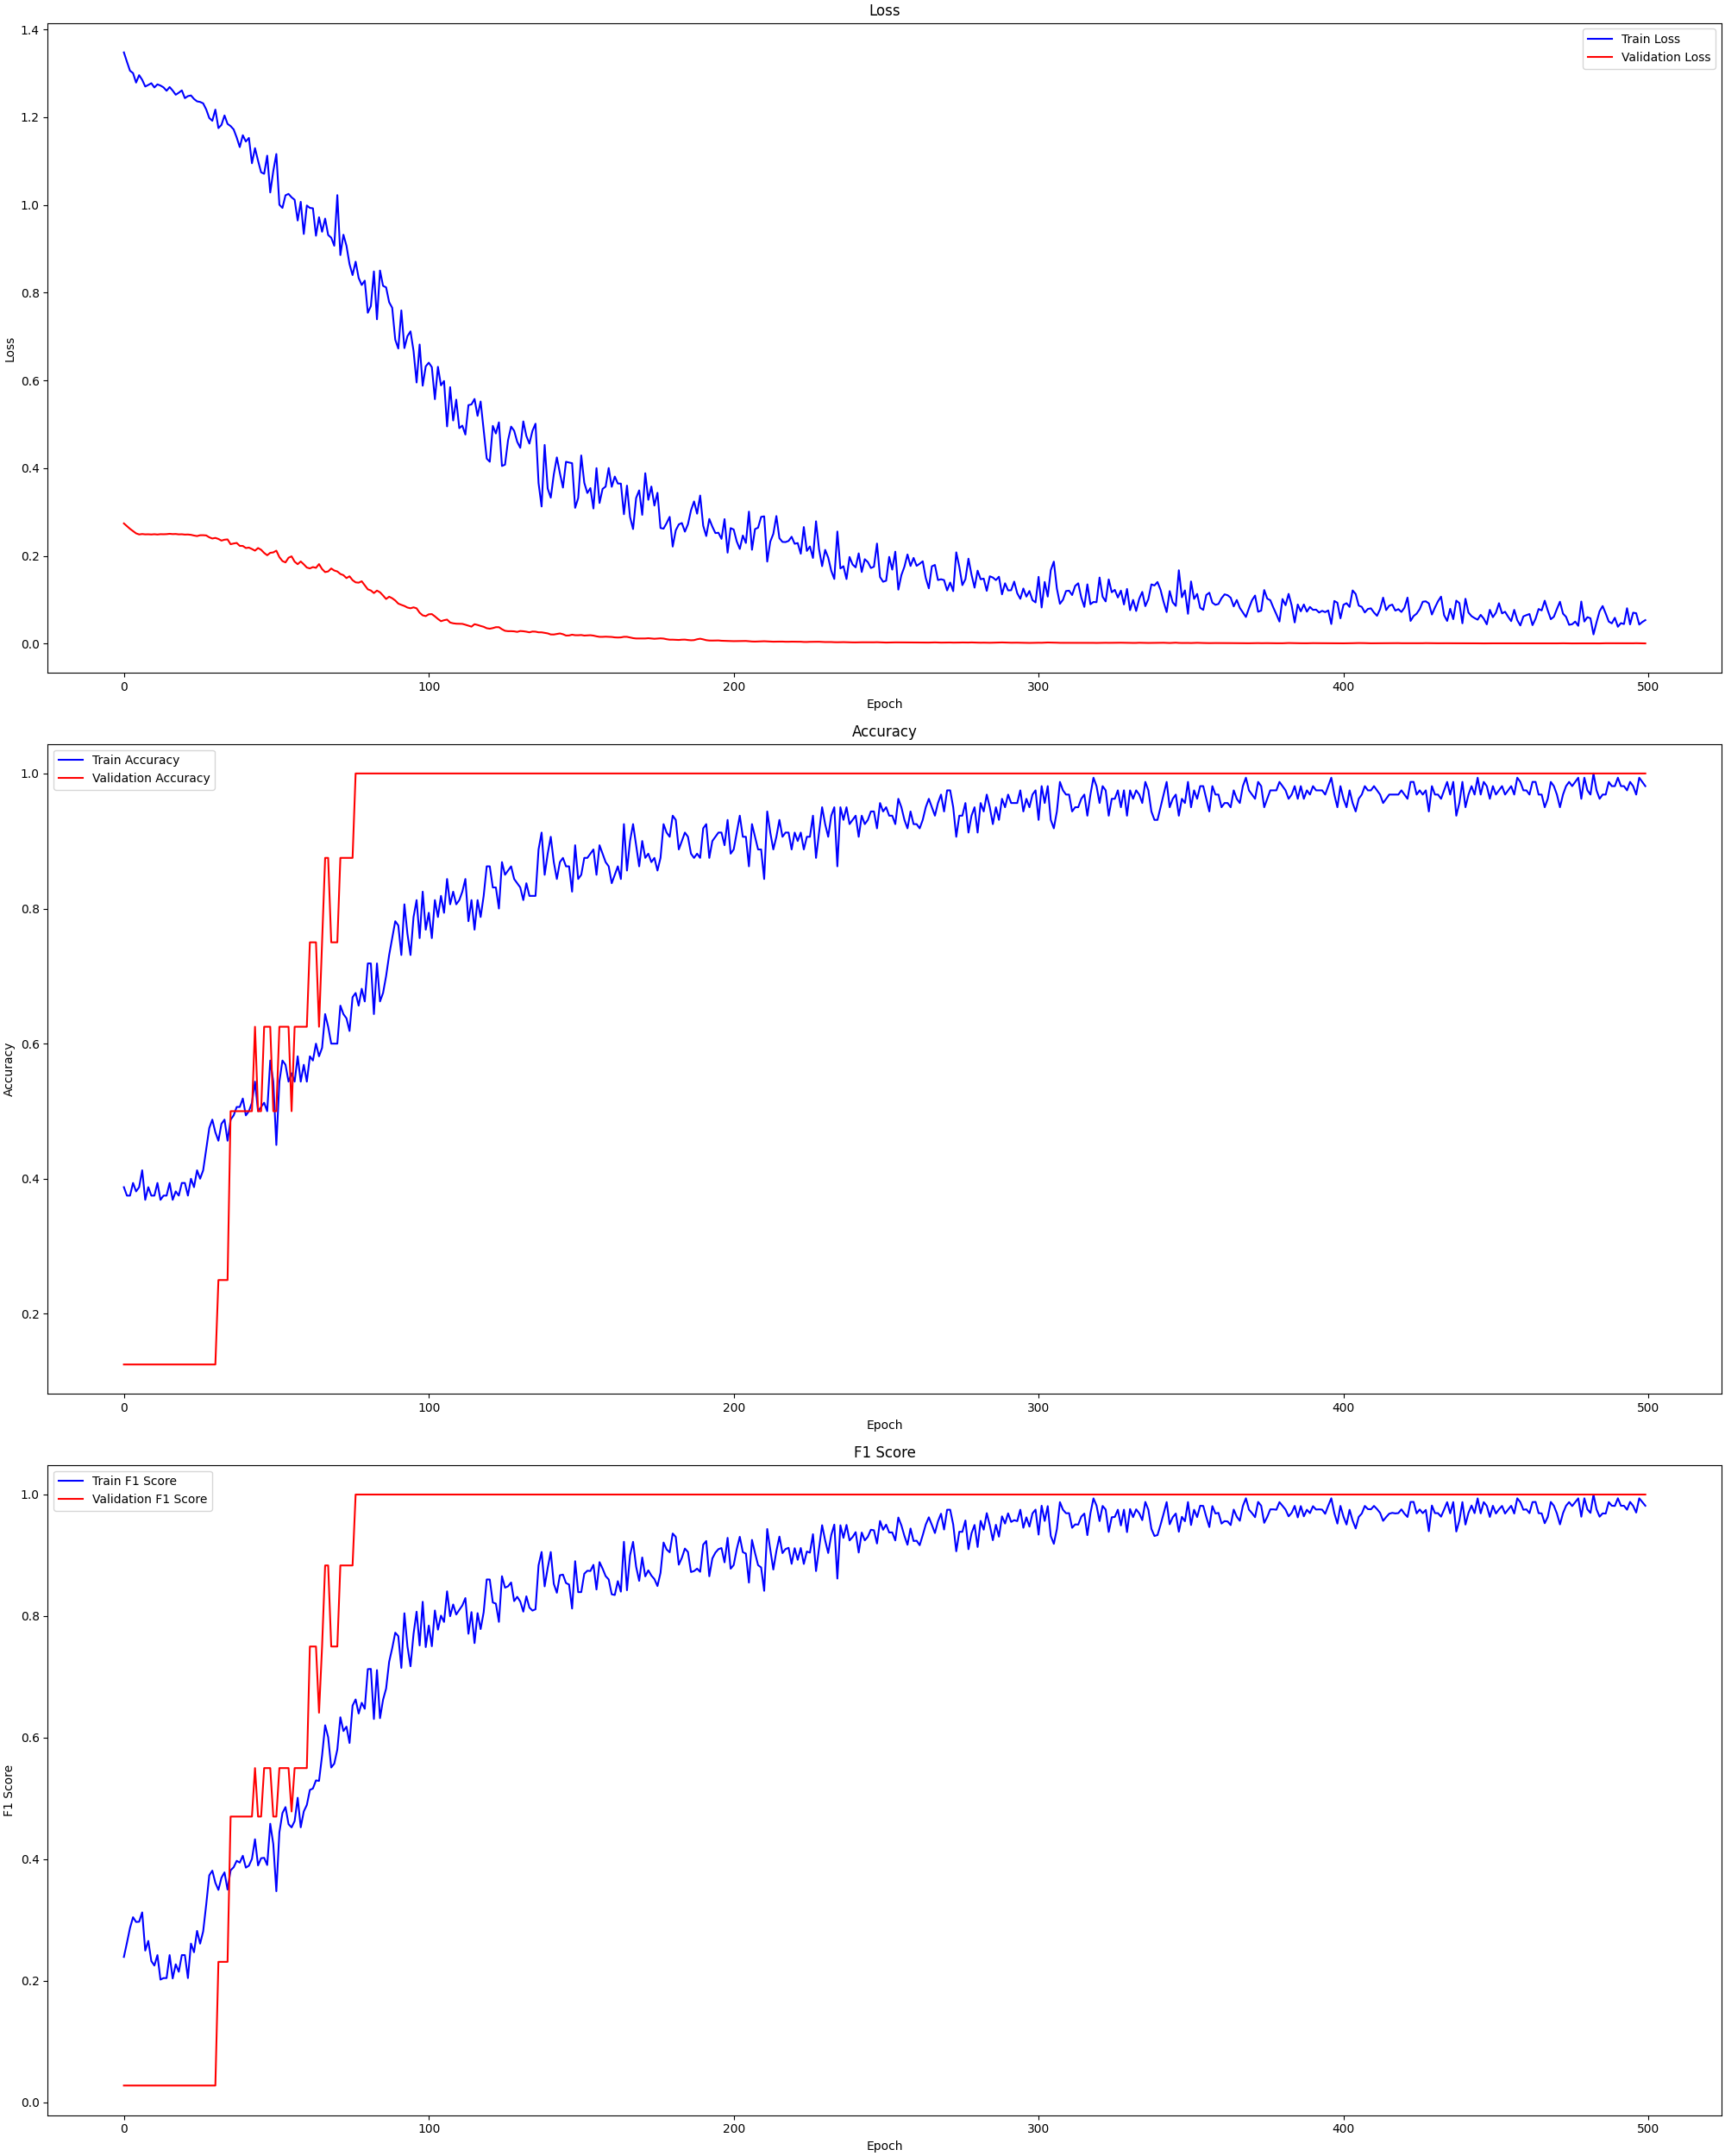 Loss
1.4
1.2
1.0
0.8
0.6
0.4
0.2
0.0
Loss
Train Loss
Validation Loss
0 100 200 300 400 500
Epoch
Accuracy
1.0
0.8
0.6
0.4
0.2
Accuracy
Train Accuracy
Validation Accuracy
0 100 200 300 400 500
Epoch
F1 Score
1.0
0.8
0.6
0.4
0.2
0.0
F1 Score
Train F1 Score
Validation F1 Score
0 100 200 300 400 500
Epoch